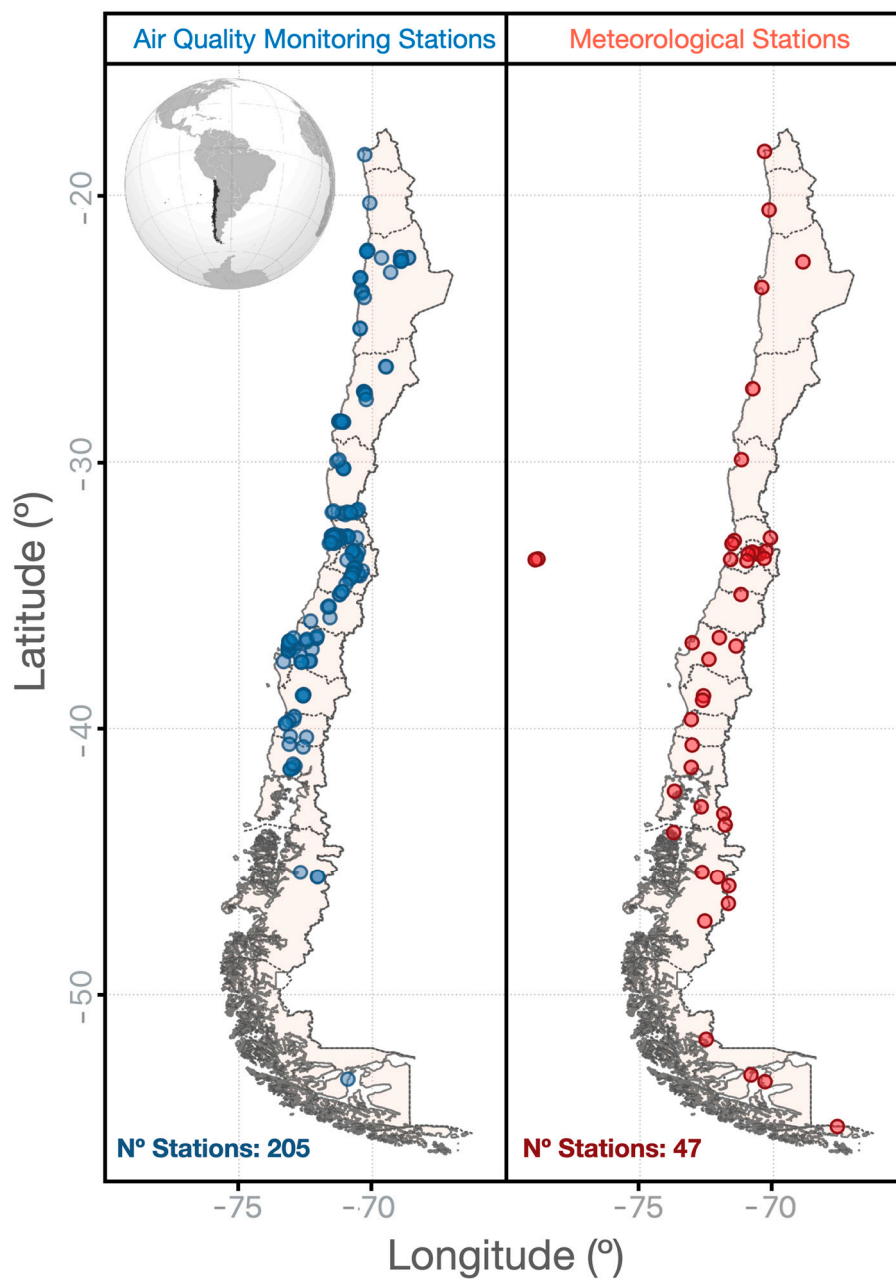 Air Quality Monitoring Stations
Meteorological Stations
-20
-30
-40
-50
Latitude (º)
Nº Stations: 205
Nº Stations: 47
-75
-70
-75
-70
Longitude (º)